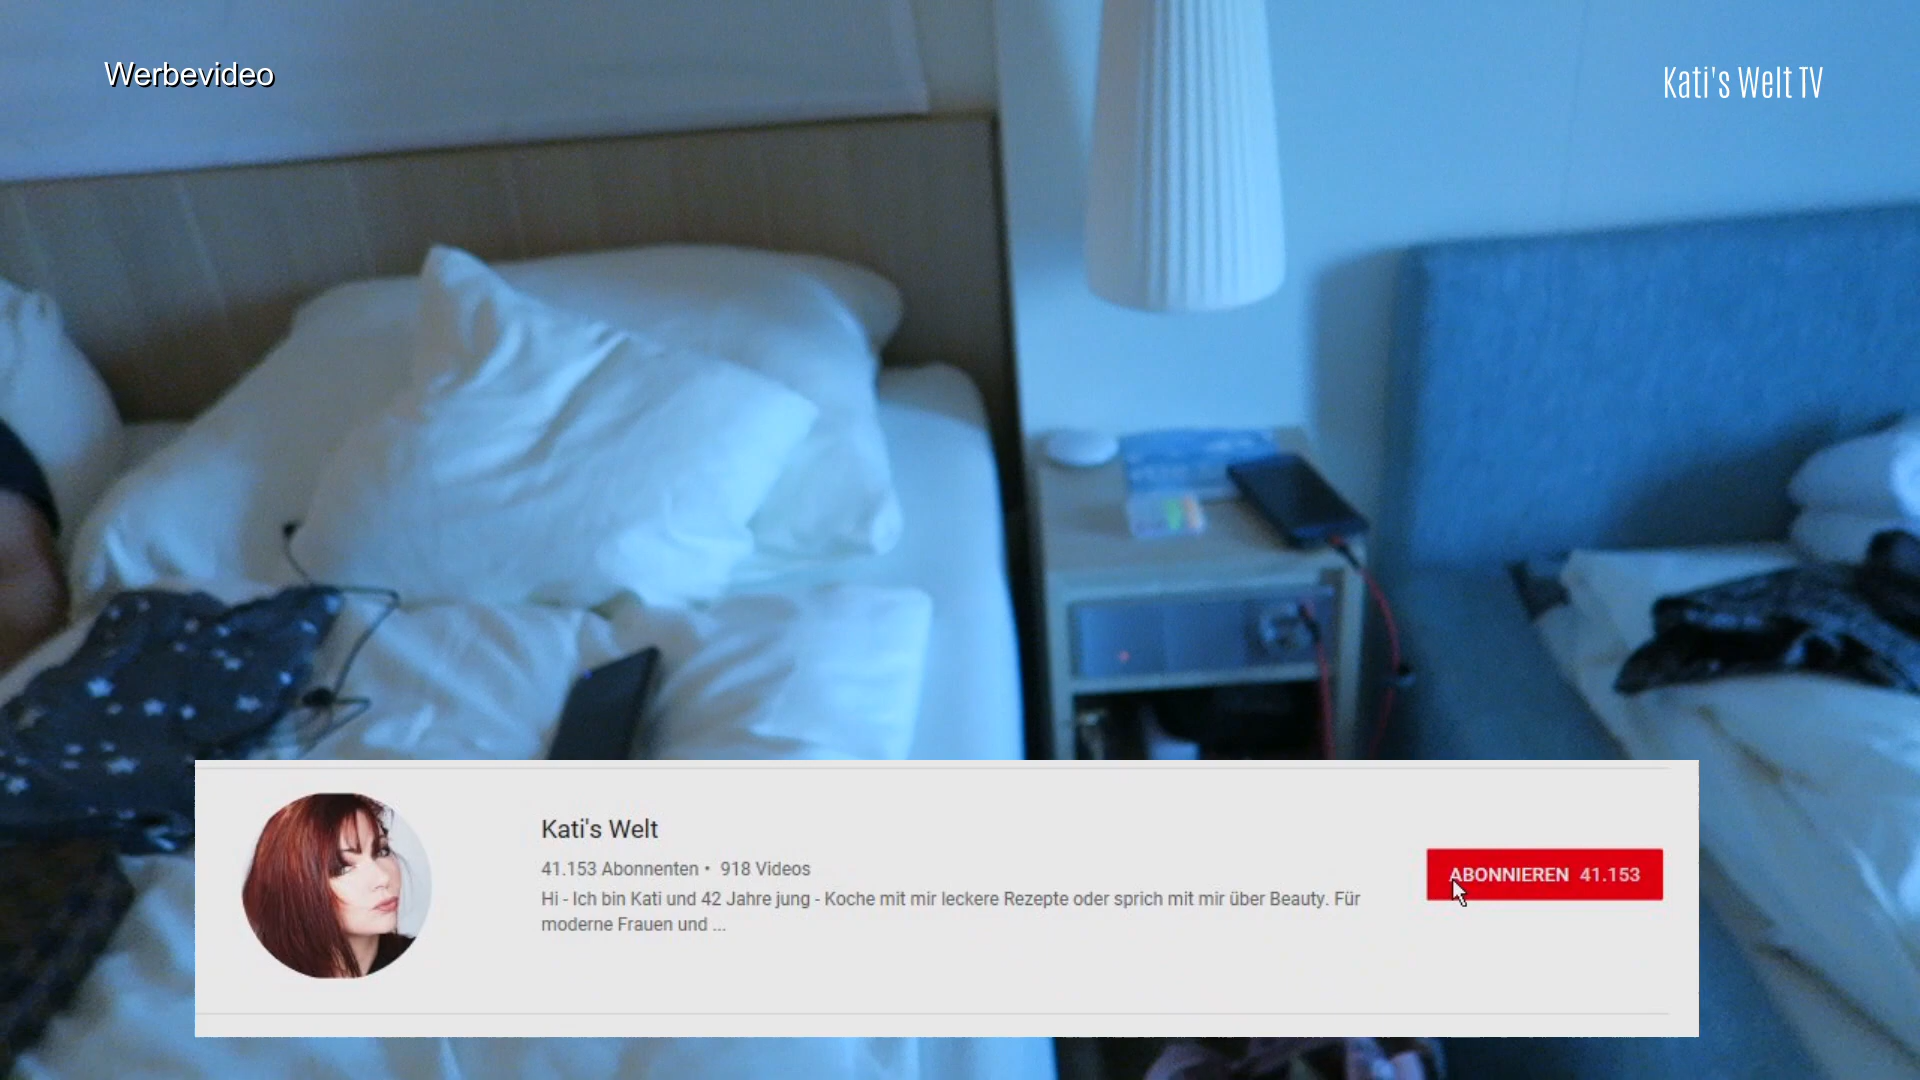 Werbevideo
Kati's Welt TV
Kati's Welt
41.153 Abonnenten • 918 Videos
Hi - Ich bin Kati und 42 Jahre jung - Koche mit mir leckere Rezepte oder sprich mit mir über Beauty. Für
moderne Frauen und ...
ABONNIEREN 41.153